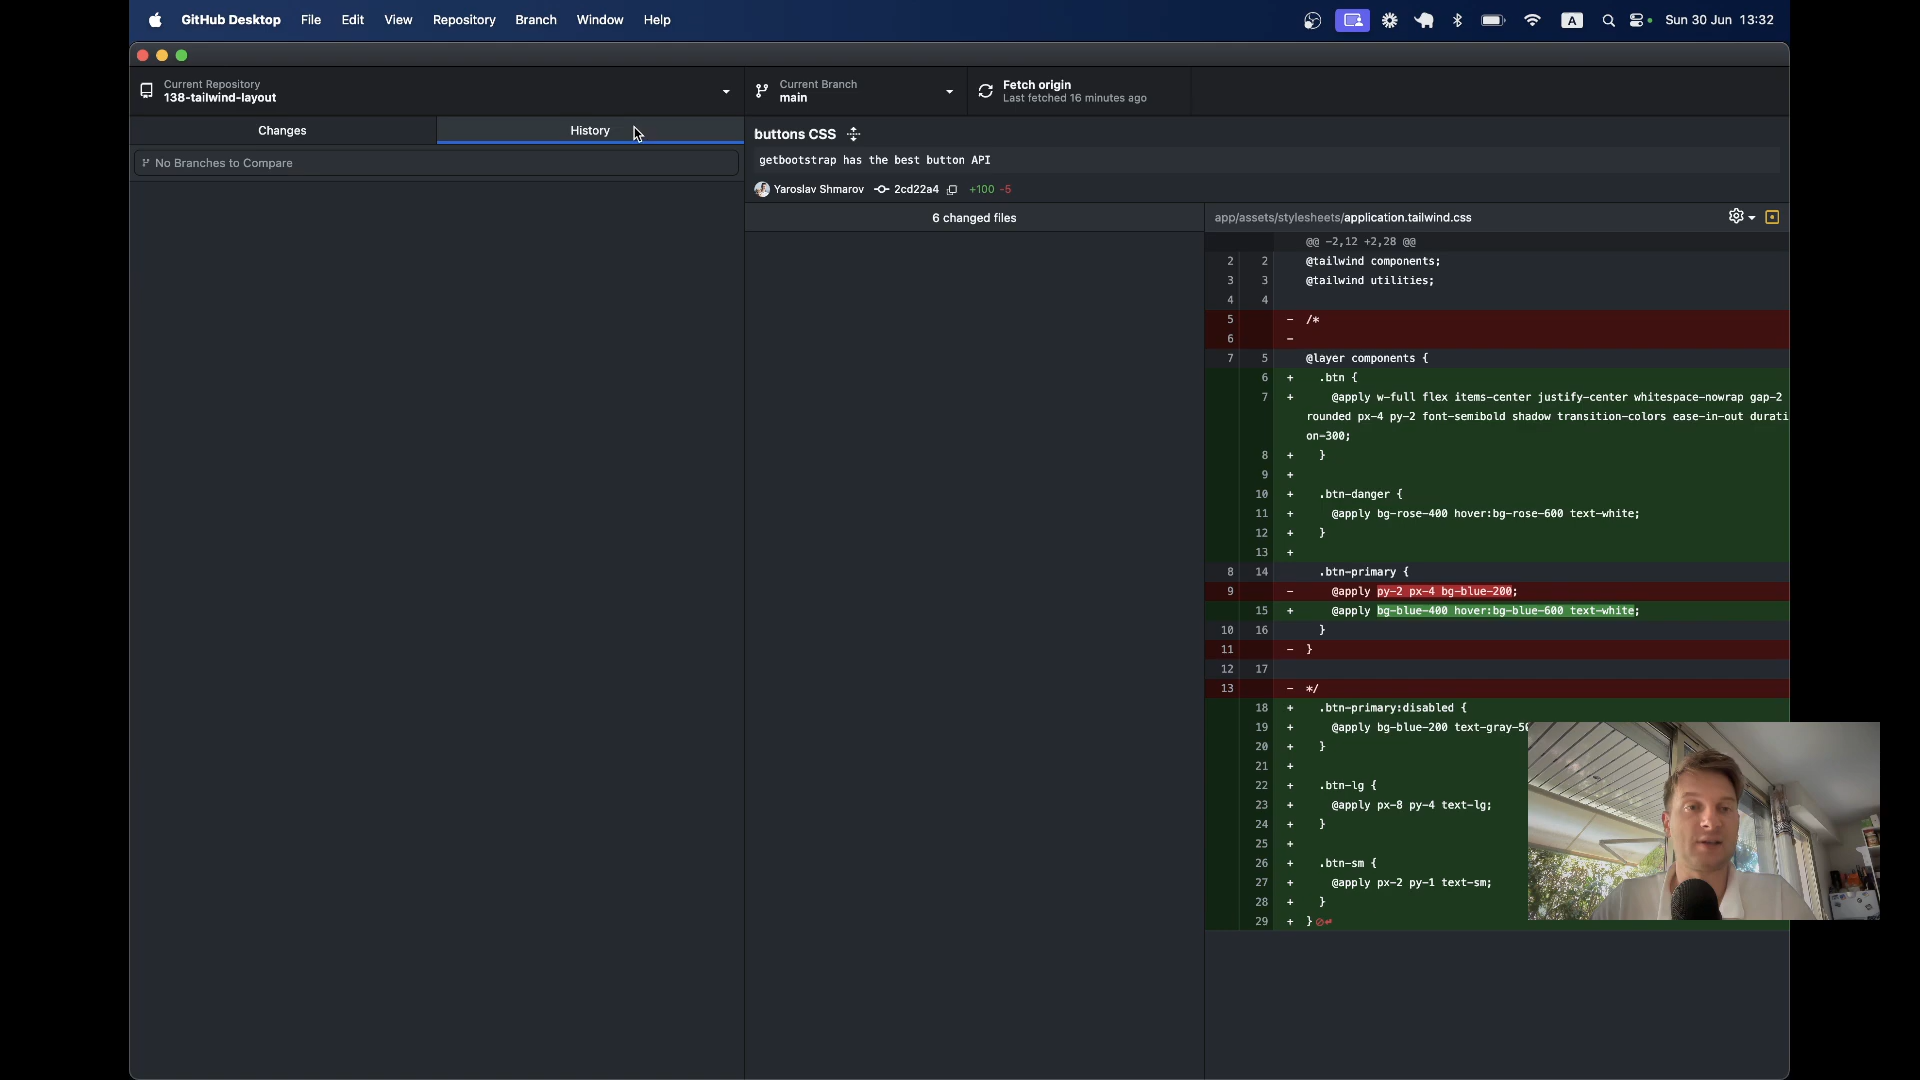 GitHub Desktop File Edit View Repository Branch Window Help
A Sun 30 Jun 13:32
Current Repository
138-tailwind-layout
Current Branch
main
Fetch origin
Last fetched 16 minutes ago
Changes
History
No Branches to Compare
buttons CSS
getbootstrap has the best button API
Yaroslav Shmarov 2cd22a4 +100 -5
6 changed files
app/assets/stylesheets/application.tailwind.css
@@ -2,12 +2,28 @@
2 2 @tailwind components;
3 3 @tailwind utilities;
4 4
5 - /*
6 -
7 5 @layer components {
6 + .btn {
7 + @apply w-full flex items-center justify-center whitespace-nowrap gap-2
rounded px-4 py-2 font-semibold shadow transition-colors ease-in-out durati
on-300;
8 + }
9 +
10 + .btn-danger {
11 + @apply bg-rose-400 hover:bg-rose-600 text-white;
12 + }
13 +
8 14 .btn-primary {
9 - @apply py-2 px-4 bg-blue-200;
15 + @apply bg-blue-400 hover:bg-blue-600 text-white;
10 16 }
11 - }
12 17
13 - */
18 + .btn-primary:disabled {
19 + @apply bg-blue-200 text-gray-5
20 + }
21 +
22 + .btn-lg {
23 + @apply px-8 py-4 text-lg;
24 + }
25 +
26 + .btn-sm {
27 + @apply px-2 py-1 text-sm;
28 + }
29 + }